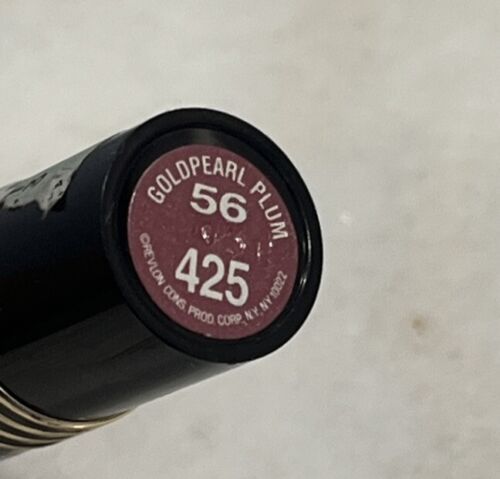 GOLDPEARL PLUM
56
425
©REVLON CONS. PROD. CORP., N.Y., NY 10022